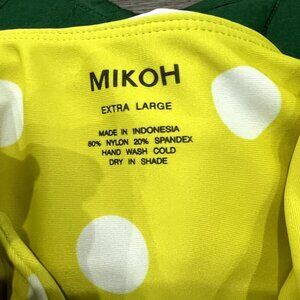 MIKOH
EXTRA LARGE
MADE IN INDONESIA
80% NYLON 20% SPANDEX
HAND WASH COLD
DRY IN SHADE